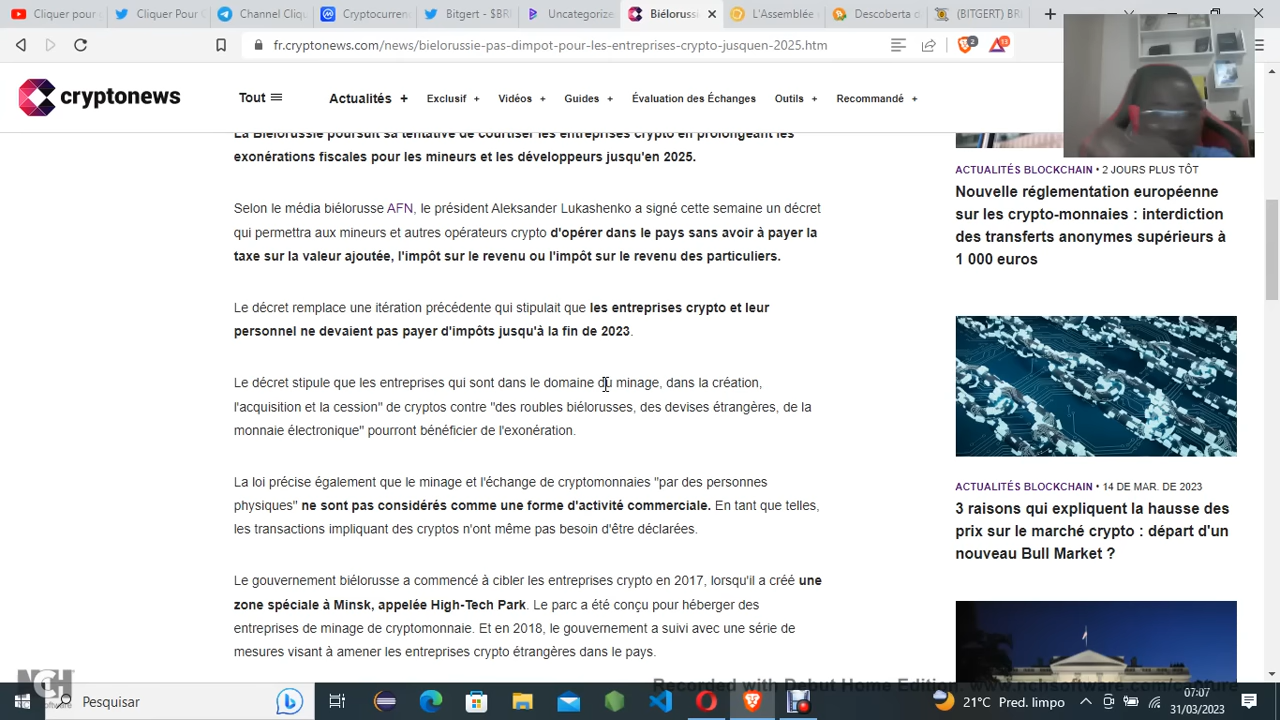 Cliquez
Cliquer Pour
Telegram Channel Cliqu
Cryptocurren
Bitgert - $BRI
Uncategorize
Biélorussi
L'Assemblée
Descoberta d
(BITGERT) BRI
r.cryptonews.com/news/bielorussie-pas-dimpot-pour-les-entreprises-crypto-jusquen-2025.htm
2
33
cryptonews
Tout
Actualités +
Exclusif +
Vidéos +
Guides +
Évaluation des Échanges
Outils +
Recommandé +
La Biélorussie poursuit sa tentative de courtiser les entreprises crypto en prolongeant les
exonérations fiscales pour les mineurs et les développeurs jusqu'en 2025.
Selon le média biélorusse AFN, le président Aleksander Lukashenko a signé cette semaine un décret
qui permettra aux mineurs et autres opérateurs crypto d'opérer dans le pays sans avoir à payer la
taxe sur la valeur ajoutée, l'impôt sur le revenu ou l'impôt sur le revenu des particuliers.
Le décret remplace une itération précédente qui stipulait que les entreprises crypto et leur
personnel ne devaient pas payer d'impôts jusqu'à la fin de 2023.
Le décret stipule que les entreprises qui sont dans le domaine du minage, dans la création,
l'acquisition et la cession" de cryptos contre "des roubles biélorusses, des devises étrangères, de la
monnaie électronique" pourront bénéficier de l'exonération.
La loi précise également que le minage et l'échange de cryptomonnaies "par des personnes
physiques" ne sont pas considérés comme une forme d'activité commerciale. En tant que telles,
les transactions impliquant des cryptos n'ont même pas besoin d'être déclarées.
Le gouvernement biélorusse a commencé à cibler les entreprises crypto en 2017, lorsqu'il a créé une
zone spéciale à Minsk, appelée High-Tech Park. Le parc a été conçu pour héberger des
entreprises de minage de cryptomonnaie. Et en 2018, le gouvernement a suivi avec une série de
mesures visant à amener les entreprises crypto étrangères dans le pays.
ACTUALITÉS BLOCKCHAIN • 2 JOURS PLUS TÔT
Nouvelle réglementation européenne
sur les crypto-monnaies : interdiction
des transferts anonymes supérieurs à
1 000 euros
ACTUALITÉS BLOCKCHAIN • 14 DE MAR. DE 2023
3 raisons qui expliquent la hausse des
prix sur le marché crypto : départ d'un
nouveau Bull Market ?
NCH
Recorded with Debut Home Edition. www.nchsoftware.com/capture
Pesquisar
21°C Pred. limpo
07:07
31/03/2023